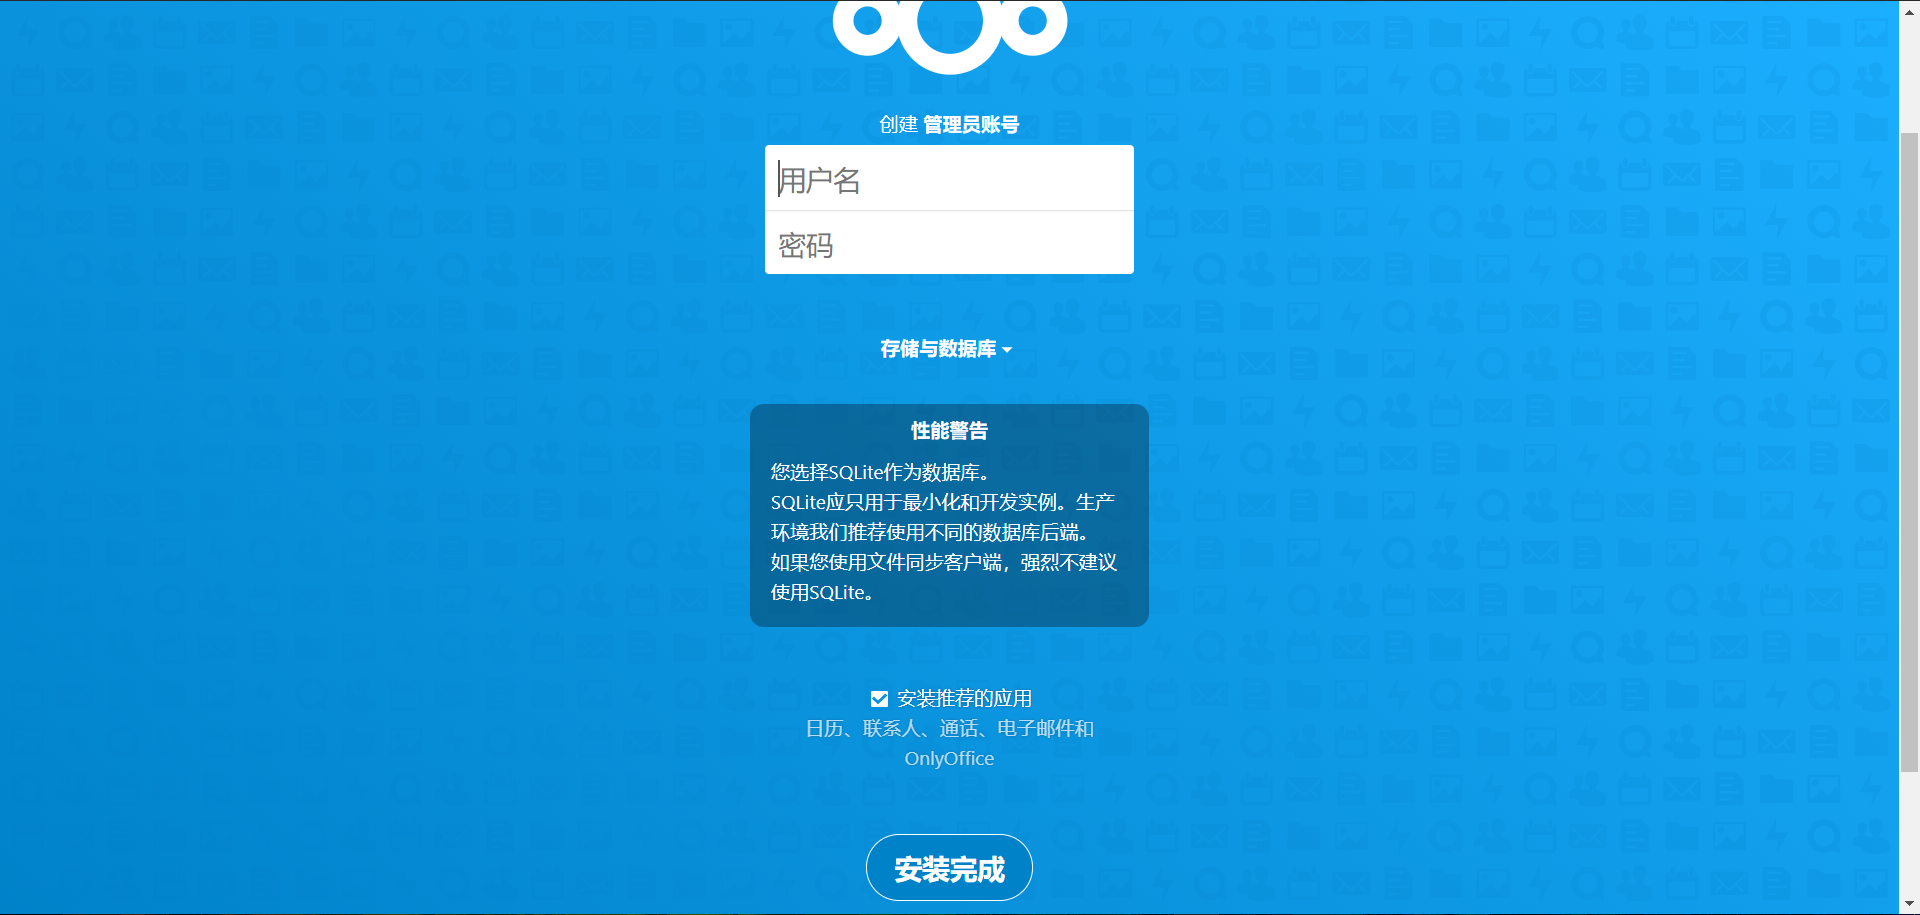 创建 管理员账号
用户名
密码
存储与数据库
性能警告
您选择SQLite作为数据库。
SQLite应只用于最小化和开发实例。生产
环境我们推荐使用不同的数据库后端。
如果您使用文件同步客户端，强烈不建议
使用SQLite。
安装推荐的应用
日历、联系人、通话、电子邮件和
OnlyOffice
安装完成